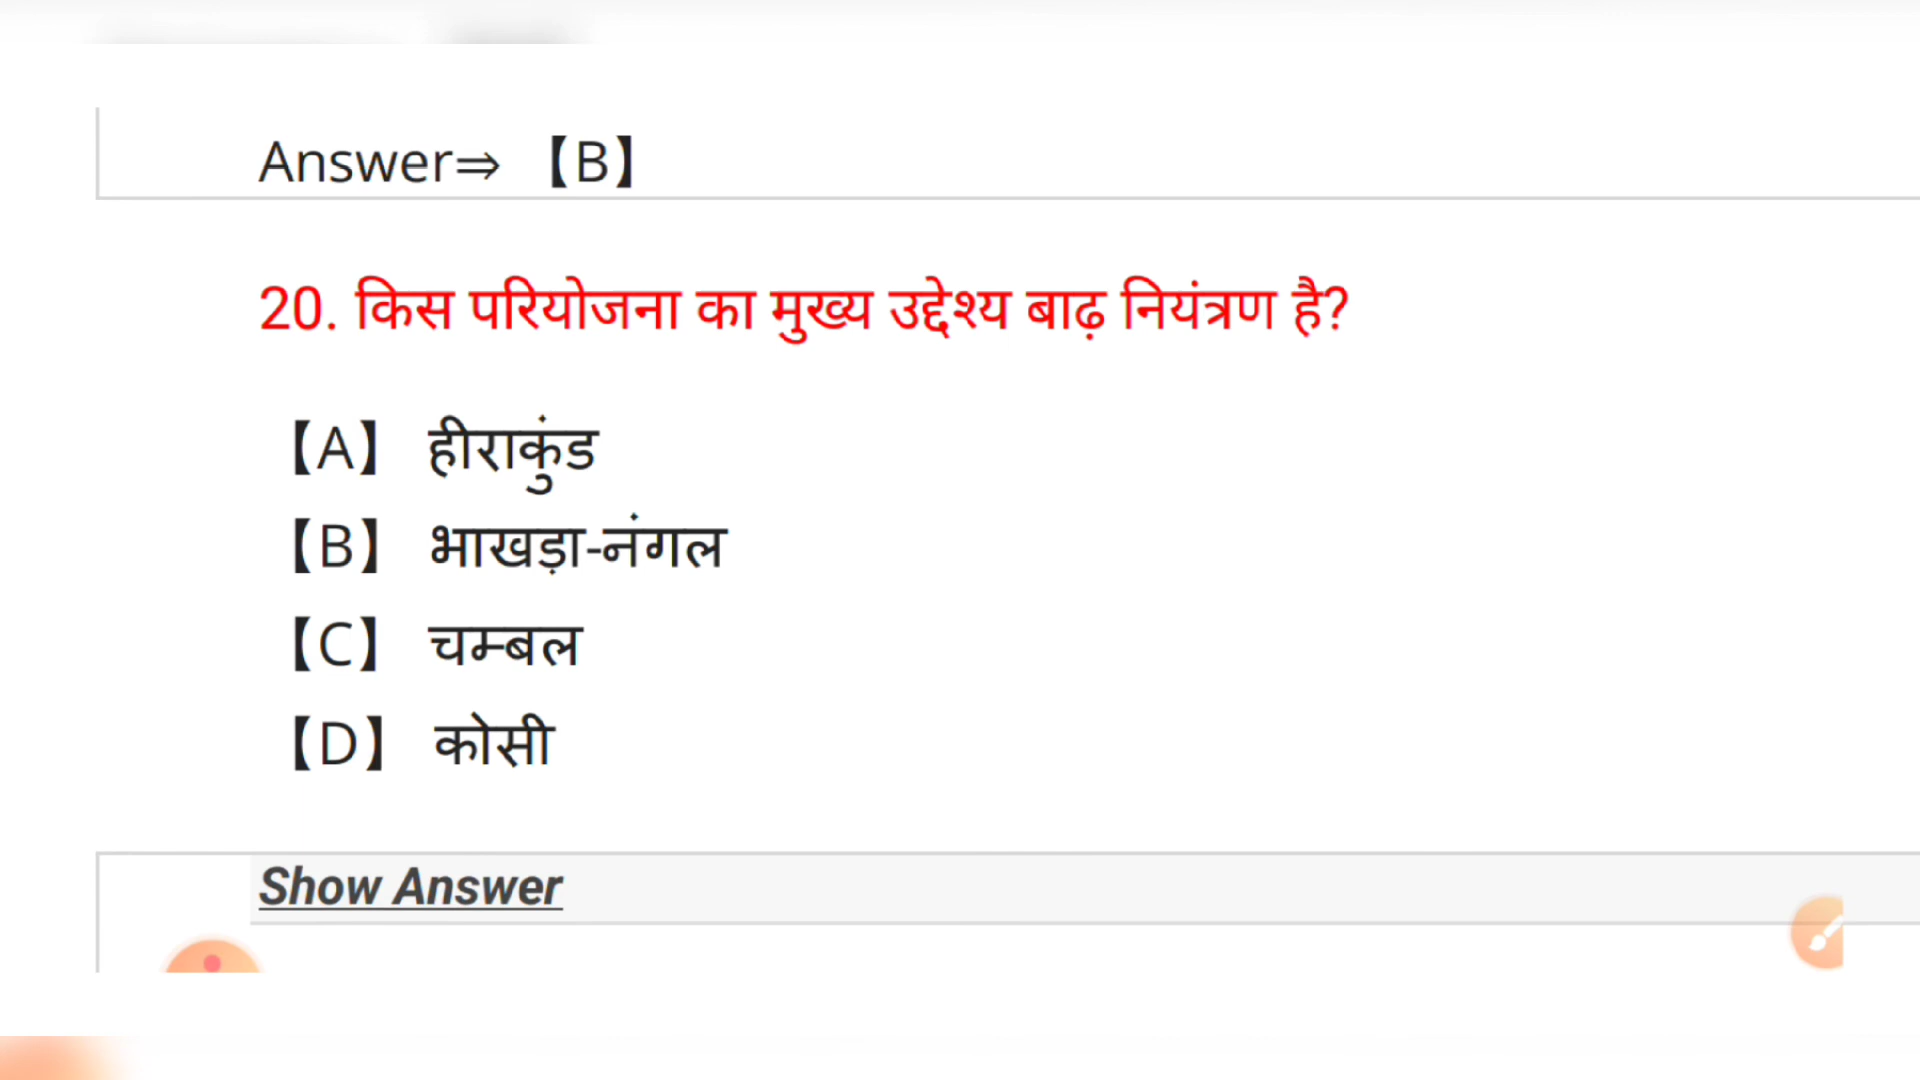 Answer⇒ 【B】
20. किस परियोजना का मुख्य उद्देश्य बाढ़ नियंत्रण है?
【A】 हीराकुंड
【B】 भाखड़ा-नंगल
【C】 चम्बल
【D】 कोसी
Show Answer